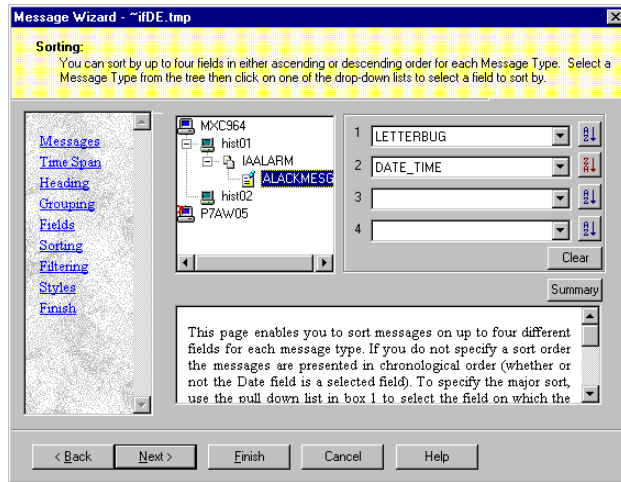 Message Wizard - ~ifDE.tmp
Sorting:
You can sort by up to four fields in either ascending or descending order for each Message Type. Select a
Message Type from the tree then click on one of the drop-down lists to select a field to sort by.
Messages
Time Span
Heading
Grouping
Fields
Sorting
Filtering
Styles
Finish
MXC964
hist01
IAALARM
ALACKMESG
hist02
P7AW05
1 LETTERBUG
2 DATE_TIME
3
4
Clear
Summary
This page enables you to sort messages on up to four different
fields for each message type. If you do not specify a sort order
the messages are presented in chronological order (whether or
not the Date field is a selected field). To specify the major sort,
use the pull down list in box 1 to select the field on which the
< Back
Next >
Finish
Cancel
Help